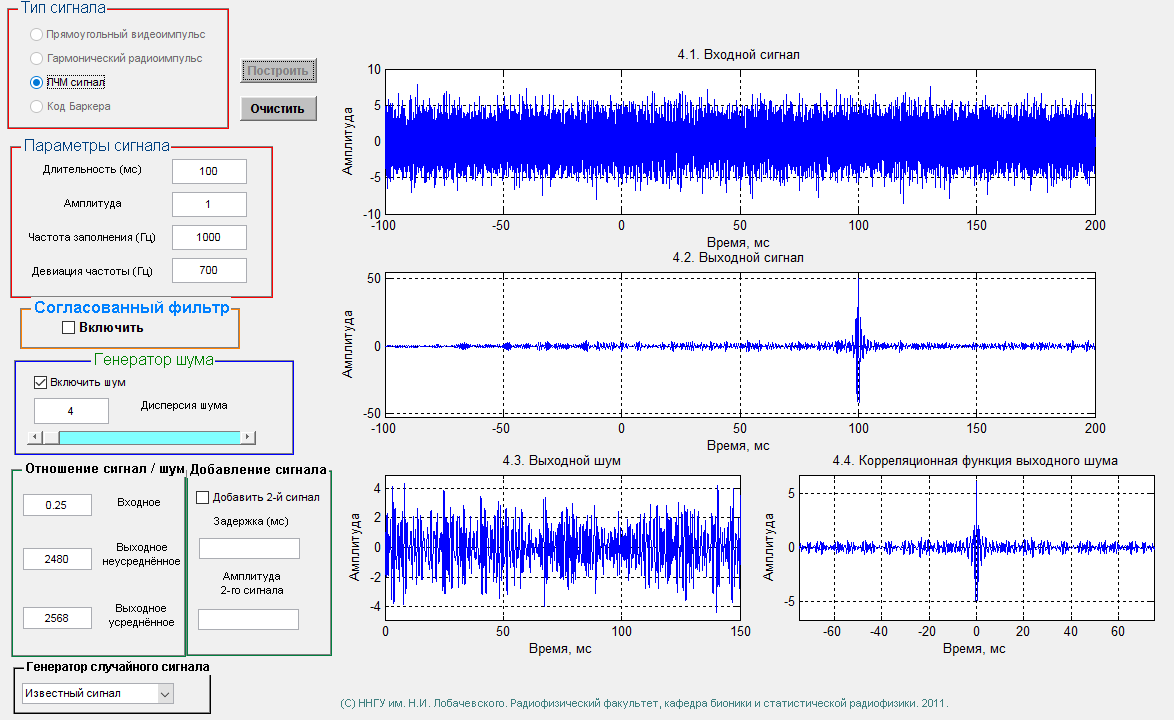 Тип сигнала
Прямоугольный видеоимпульс
Гармонический радиоимпульс
ЛЧМ сигнал
Код Баркера
Построить
Очистить
Параметры сигнала
Длительность (мс)
100
Амплитуда
1
Частота заполнения (Гц)
1000
Девиация частоты (Гц)
700
Согласованный фильтр
Включить
Генератор шума
Включить шум
4
Дисперсия шума
Отношение сигнал / шум
0.25
Входное
2480
Выходное
неусреднённое
2568
Выходное
усреднённое
Добавление сигнала
Добавить 2-й сигнал
Задержка (мс)
Амплитуда
2-го сигнала
Генератор случайного сигнала
Известный сигнал
4.1. Входной сигнал
Амплитуда
10
5
0
-5
-10
-100 -50 0 50 100 150 200
Время, мс
4.2. Выходной сигнал
Амплитуда
50
0
-50
-100 -50 0 50 100 150 200
Время, мс
4.3. Выходной шум
Амплитуда
4
2
0
-2
-4
0 50 100 150
Время, мс
4.4. Корреляционная функция выходного шума
Амплитуда
5
0
-5
-60 -40 -20 0 20 40 60
Время, мс
(С) ННГУ им. Н.И. Лобачевского. Радиофизический факультет, кафедра бионики и статистической радиофизики. 2011.